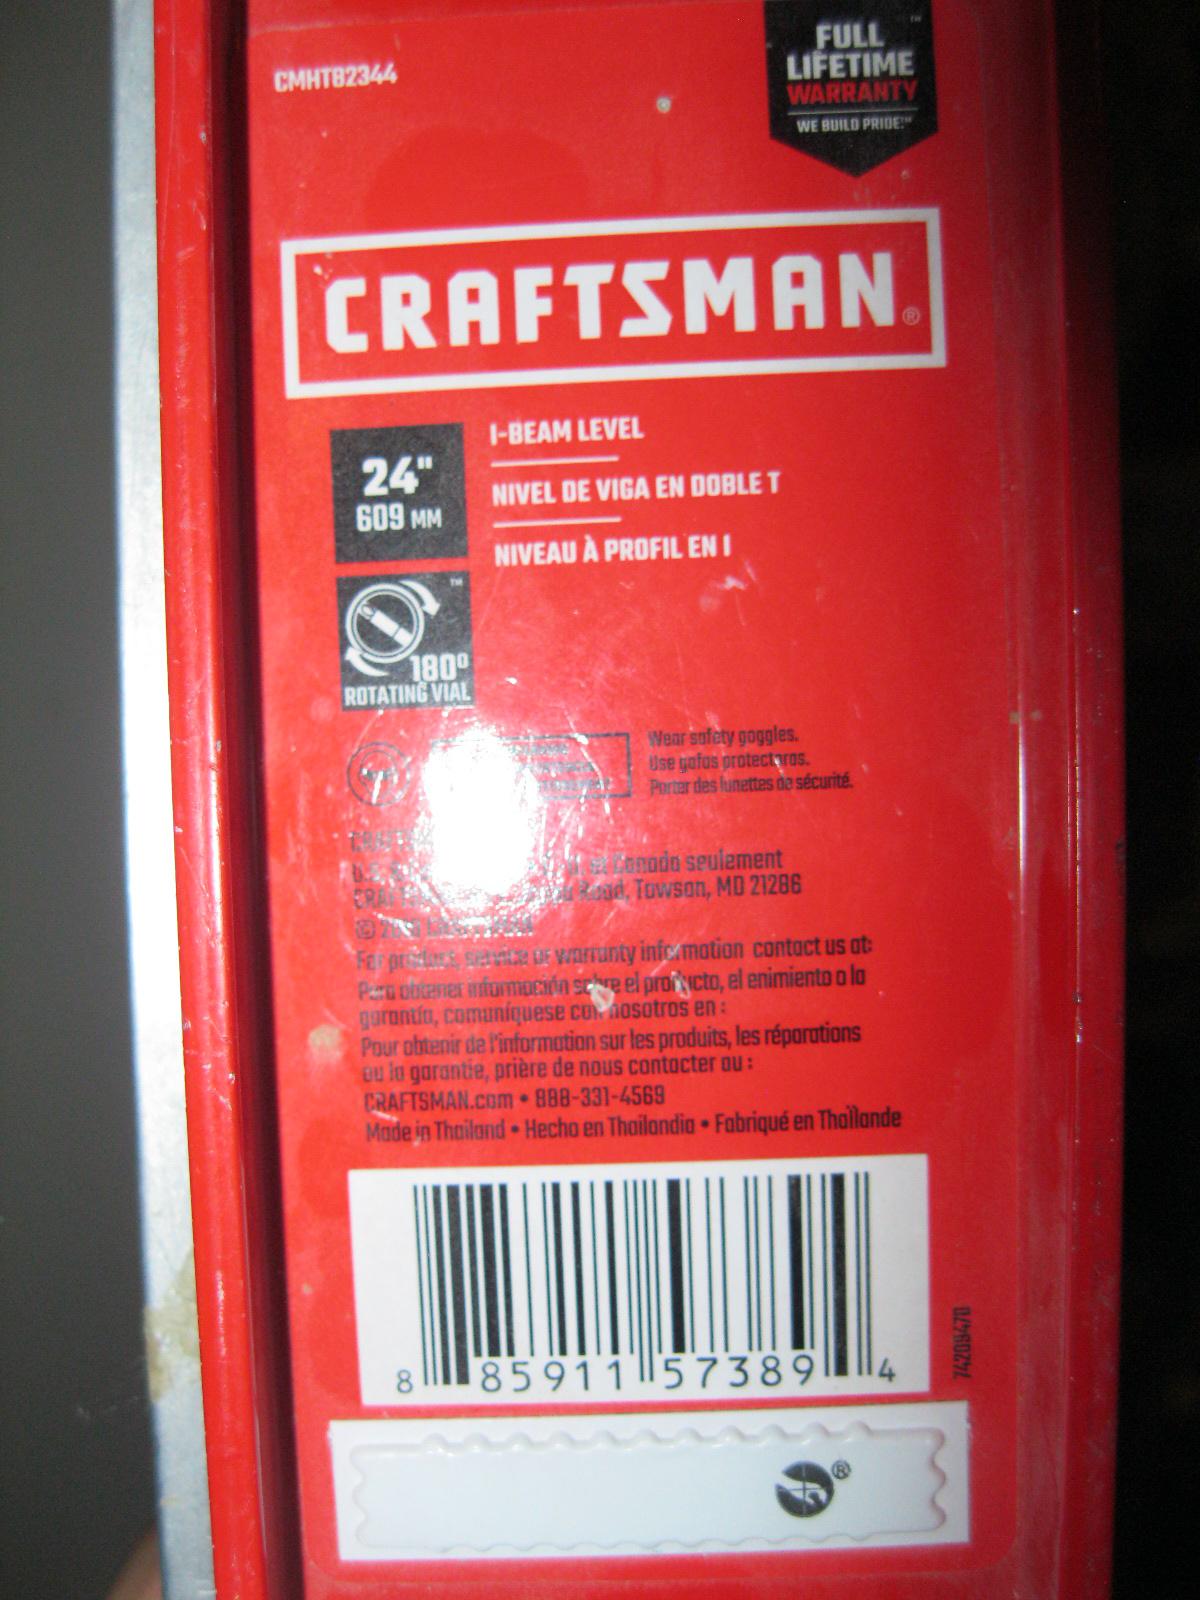 CMHT82344
FULL
LIFETIME
WARRANTY
WE BUILD PRIDE™
CRAFTSMAN®
24"
609 MM
I-BEAM LEVEL
NIVEL DE VIGA EN DOBLE T
NIVEAU À PROFIL EN I
180°
ROTATING VIAL
Wear safety goggles.
Use gafas protectoras.
Porter des lunettes de sécurité.
et Canada seulement
Road, Towson, MD 21286
© CRAFTSMAN
For product, service or warranty information contact us at:
Para obtener información sobre el producto, el enimiento o la
garantía, comuníquese con nosotros en :
Pour obtenir de l'information sur les produits, les réparations
ou la garantie, prière de nous contacter au :
CRAFTSMAN.com • 888-331-4569
Made in Thailand • Hecho en Thailandia • Fabriqué en Thaïlande
8 85911 57389 4
74209470
®